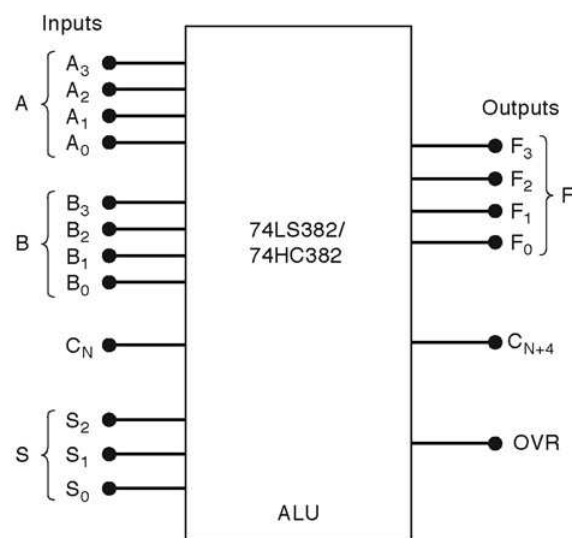 Inputs
A
A3
A2
A1
A0
B
B3
B2
B1
B0
CN
S
S2
S1
S0
74LS382/
74HC382
ALU
Outputs
F3
F2
F1
F0
F
CN+4
OVR